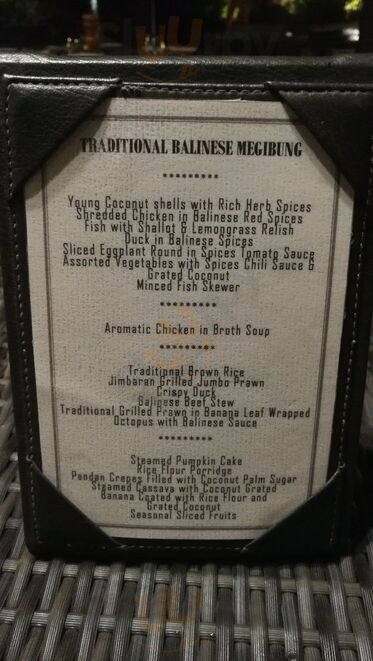 TRADITIONAL BALINESE MEGIBUNG
*********
Young Coconut shells with Rich Herb Spices
Shredded Chicken in Balinese Red Spices
Fish with Shallot & Lemongrass Relish
Duck in Balinese Spices
Sliced Eggplant Round in Spices Tomato Sauce
Assorted Vegetables with Spices Chili Sauce &
Grated Coconut
Minced Fish Skewer
*********
Aromatic Chicken in Broth Soup
*********
Traditional Brown Rice
Jimbaran Grilled Jumbo Prawn
Crispy Duck
Balinese Beef Stew
Traditional Grilled Prawn in Banana Leaf Wrapped
Octopus with Balinese Sauce
*********
Steamed Pumpkin Cake
Rice Flour Porridge
Pandan Crepes Filled with Coconut Palm Sugar
Steamed Cassava with Coconut Grated
Banana Coated with Rice Flour and
Grated Coconut
Seasonal Sliced Fruits